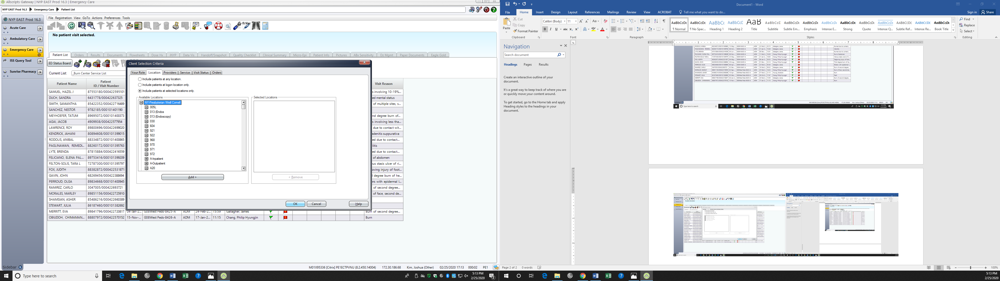 Allscripts Gateway | NYP EAST Prod 16.3 | Emergency Care
NYP EAST Prod 16.3 Emergency Care Patient List
NYP EAST Prod 16.3
Acute Care
Ambulatory Care
Emergency Care
ISS Query Tool
Sunrise Pharmacy
Sidebar
File Registration View GoTo Actions Preferences Tools
EzVac
No patient visit selected.
Patient List Orders Results Documents Flowsheets Dose Hx iNYP Data Vis Handoff/Snapshot Quality Checklist Clinical Summary Micro-Epi Patient Info Pictures ABx Sensitivity Dz Mgmt Paper Documents Eagle Gold
ED Status Board
Current List: _Burn Center Service List
Patient Name Patient ID / Visit Number Visit Reason
SAMUEL, HAZEL J 87553180/000422595101 s involving 10-19%...
DUCH, SANDRA 6431778/000422637325 ed mental status
SMITH, SAMANTHA 85422352/000422716489 of multiple sites, s...
SANCHEZ, NESTOR 9782185/000101401190
MEYHOEFER, TATUM 89695072/000101400373 nd degree burn of...
AGAI, JACOB 4909938/000422577954 s involving less tha...
LAWRENCE, ROY 89800696/000422699020 due to contact wit...
KENDRICK, JAHANI 80894608/000101399015 adenitis suppurativa
RODOLIS, ANIBAL 88334872/000101400865 ed due to contact...
PAGLINAWAN, REMEDI... 88260172/000101395763 litis
LYTE, BRENDA 87815884/000422416559 ed due to contact...
FELICIANO, ELENA PAL... 89753416/000101399209 of abdomen
FELTON-SOLIS, TARA L 72787300/000101395797 us stasis ulcer of ri...
FOX, JUDITH 88382872/000422531871 oving injury of foot...
GAVIN, JOHN 68269456/000422388694 l degree burn of he...
PERROUD, OLGA 89834668/000101400945 ers with epidermal l...
RAMIREZ, CARLO 3047005/000422693721 of second degree...
MORALES, MARLEY 89851156/000422725910 of face, second de...
SHAMSIAN, ASHER 85486216/000422660389
STEWART, JULIA 86187460/000101382692
MERRITT, EVA 89841796/000422720817 04-Jan-2... G08West Peds-8425-A ADM 24-Feb-2... 15:59 Gallagher, James Burn of second degree...
OBIUDOH, CHIMAMAN... 88807972/000422570152 15-Nov-... G08West Peds-8426-A ADM 17-Jan-2... 11:15 Chang, Philip Hyungjin Burn
Client Selection Criteria
Your Role Location Providers Service Visit Status Orders
Include patients at any location.
Include patients at logon location only.
Include patients at selected locations only.
Available Locations
NY-Presbyterian Weill Cornell
005L
013 (Endos
013 (Endoscopy)
030
604
921
922
968
970
971
972
A-Inpatient
A-Outpatient
A20
Add >
Selected Locations
< Remove
OK Cancel Help
M01X95336 [Citrix] PE1ECTPVNU (8.2.450.14004) 172.30.186.68 Kim, Joshua (Other) 02/25/2020 17:13 000:02 PE1
Type here to search
5:13 PM
2/25/2020
Document1 - Word
File Home Insert Design Layout References Mailings Review View ACROBAT Tell me what you want to do... Sign in Share
Paste
Cut
Copy
Format Painter
Clipboard
Calibri (Body) 11
Font
Paragraph
AaBbCcDc AaBbCcDc AaBbCc AaBbCcD AaB AaBbCcD AaBbCcDc AaBbCcDc AaBbCcDc AaBbCcDc AaBbCcDc AaBbCcDc AABBCCDC AABBCCDC AaBbCcDc
¶ Normal ¶ No Spac... Heading 1 Heading 2 Title Subtitle Subtle Em... Emphasis Intense E... Strong Quote Intense Q... Subtle Ref... Intense Re... Book Title
Styles
Find
Replace
Select
Editing
Navigation
Search document
Headings Pages Results
Create an interactive outline of your
document.
It's a great way to keep track of where you are
or quickly move your content around.
To get started, go to the Home tab and apply
Heading styles to the headings in your
document.
Page 2 of 2 0 words
100%
5:13 PM
2/25/2020